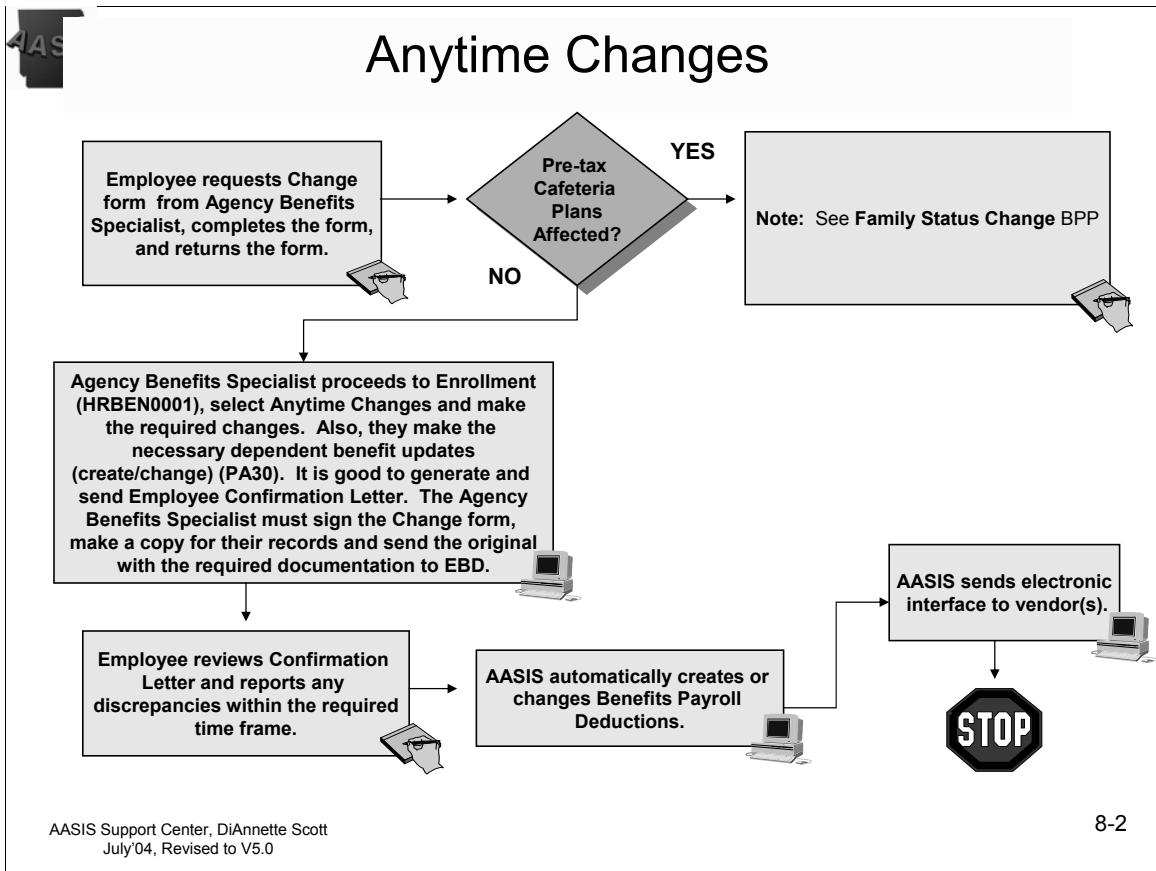 AAS
Anytime Changes
Employee requests Change
form from Agency Benefits
Specialist, completes the form,
and returns the form.
Pre-tax
Cafeteria
Plans
Affected?
YES
NO
Note: See Family Status Change BPP
Agency Benefits Specialist proceeds to Enrollment
(HRBEN0001), select Anytime Changes and make
the required changes. Also, they make the
necessary dependent benefit updates
(create/change) (PA30). It is good to generate and
send Employee Confirmation Letter. The Agency
Benefits Specialist must sign the Change form,
make a copy for their records and send the original
with the required documentation to EBD.
Employee reviews Confirmation
Letter and reports any
discrepancies within the required
time frame.
AASIS automatically creates or
changes Benefits Payroll
Deductions.
AASIS sends electronic
interface to vendor(s).
STOP
AASIS Support Center, DiAnnette Scott
July'04, Revised to V5.0
8-2